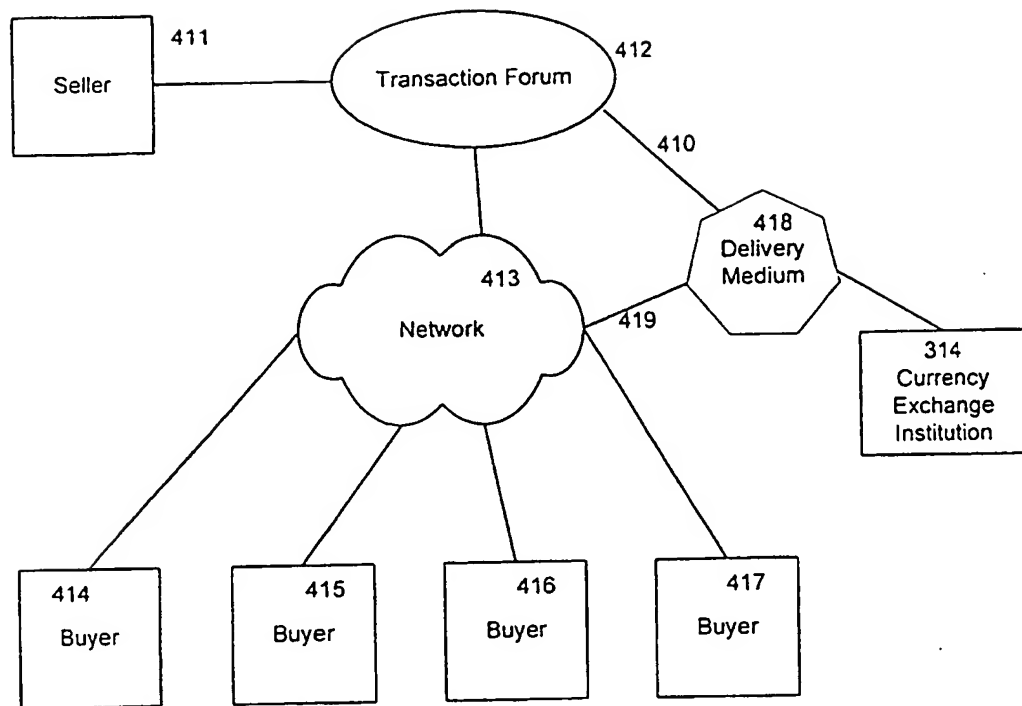 411
412
Seller
Transaction Forum
410
418
Delivery
Medium
413
419
Network
314
Currency
Exchange
Institution
414
Buyer
415
Buyer
416
Buyer
417
Buyer